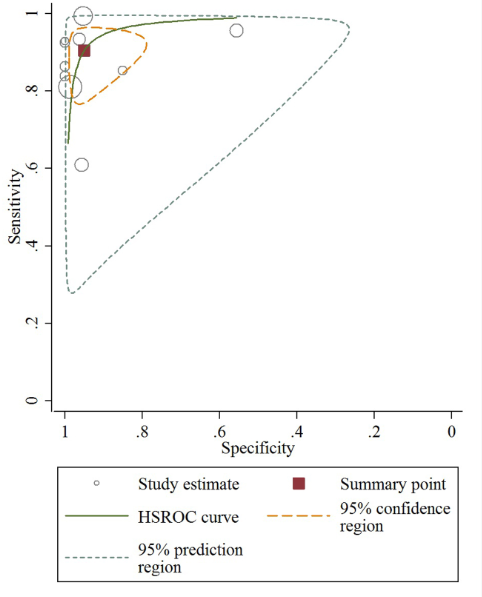 1
.8
.6
.4
.2
0
Sensitivity
1 .8 .6 .4 .2 0
Specificity
Study estimate
Summary point
HSROC curve
95% confidence
region
95% prediction
region